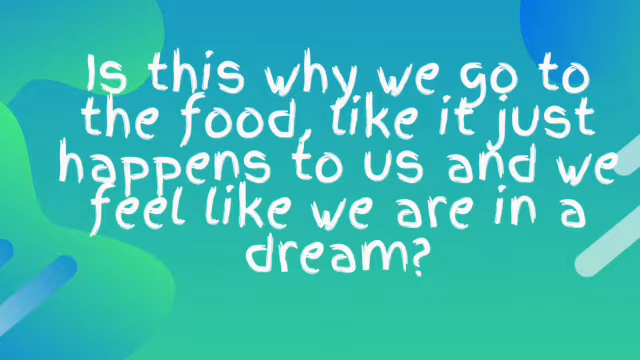 Is this why we go to
the food, like it just
happens to us and we
feel like we are in a
dream?